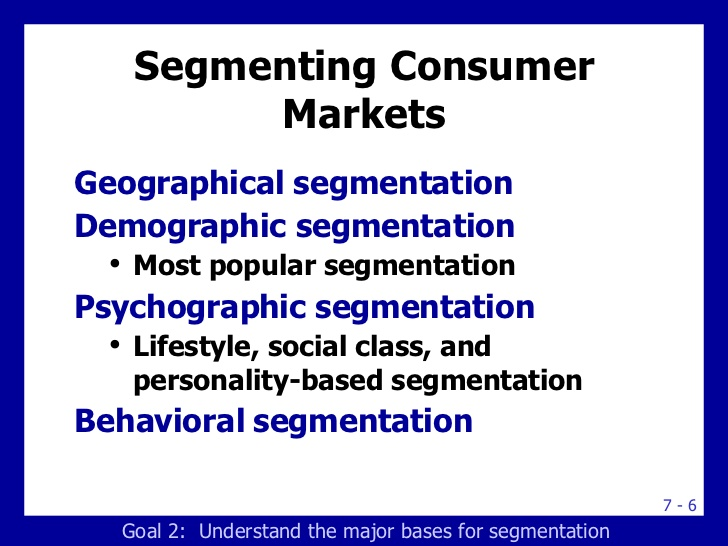 Segmenting Consumer
Markets
Geographical segmentation
Demographic segmentation
• Most popular segmentation
Psychographic segmentation
• Lifestyle, social class, and
personality-based segmentation
Behavioral segmentation
7 - 6
Goal 2:  Understand the major bases for segmentation